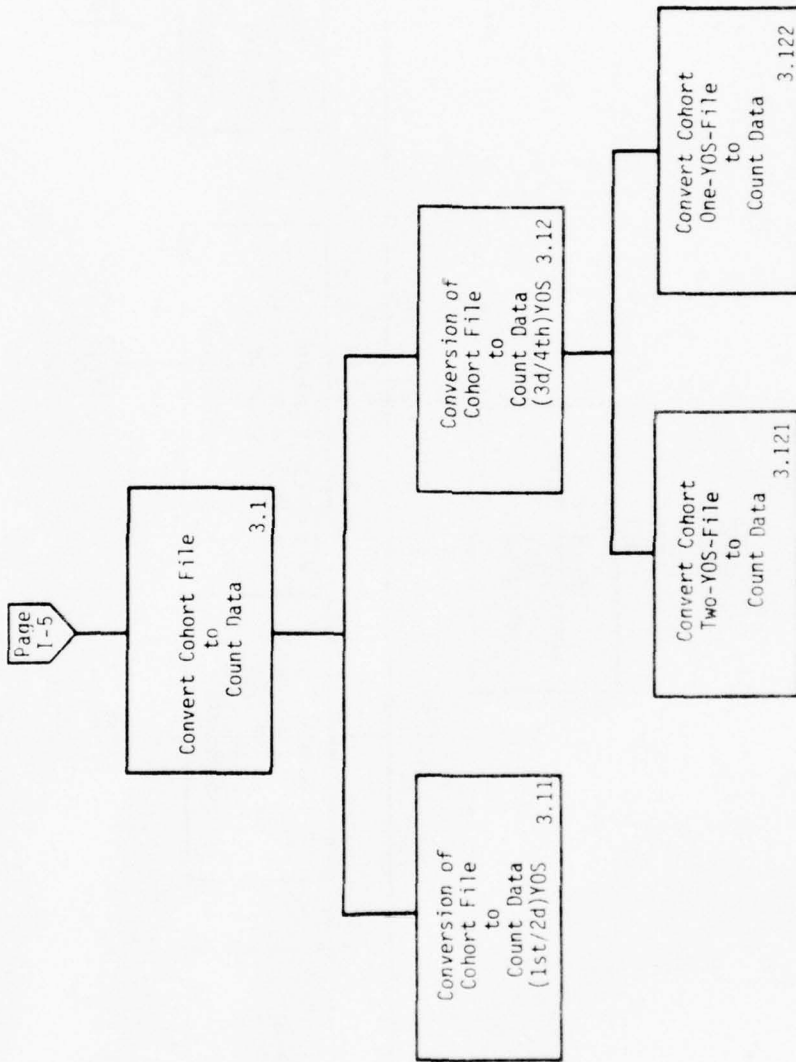 Page
I-5
Convert Cohort File
to
Count Data
3.1
Conversion of
Cohort File
to
Count Data
(1st/2d)YOS
3.11
Conversion of
Cohort File
to
Count Data
(3d/4th)YOS 3.12
Convert Cohort
Two-YOS-File
to
Count Data
3.121
Convert Cohort
One-YOS-File
to
Count Data
3.122